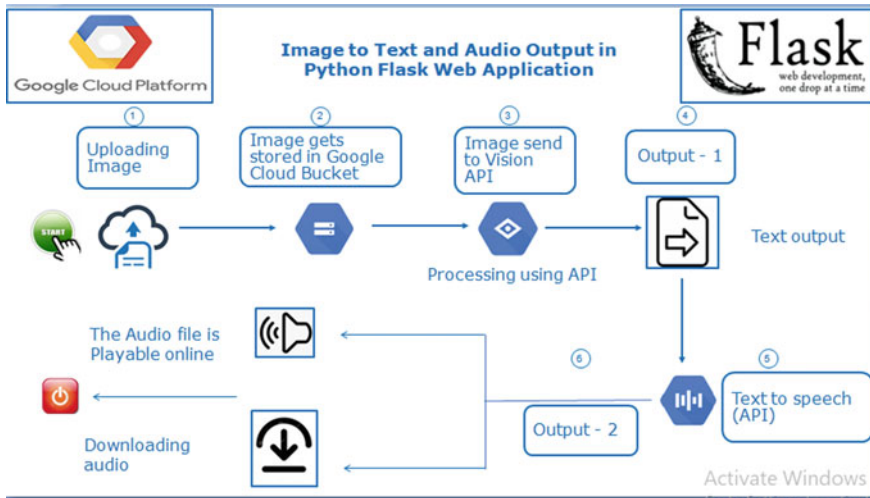 Google Cloud Platform
Image to Text and Audio Output in
Python Flask Web Application
Flask
web development,
one drop at a time
1
Uploading
Image
2
Image gets
stored in Google
Cloud Bucket
3
Image send
to Vision
API
4
Output - 1
START
Processing using API
Text output
5
Text to speech
(API)
6
Output - 2
The Audio file is
Playable online
Downloading
audio
Activate Windows